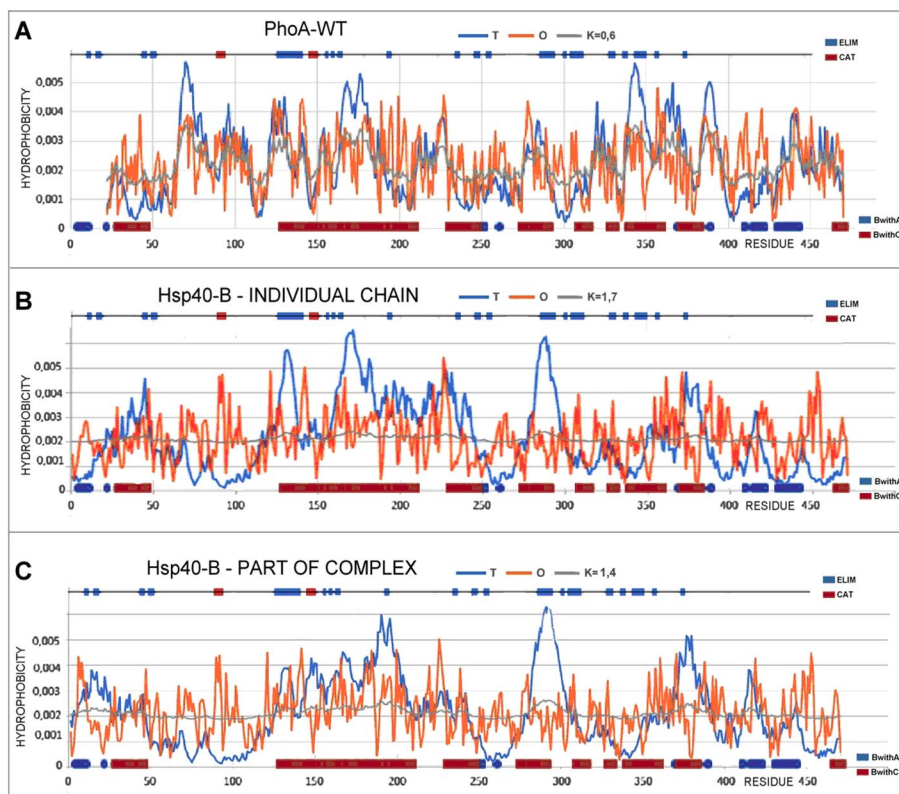 A
PhoA-WT
T O K=0,6
ELIM
CAT
HYDROPHOBICITY
0,005
0,004
0,003
0,002
0,001
0
0 50 100 150 200 250 300 350 400 RESIDUE 450
BwithA
BwithC
B
Hsp40-B - INDIVIDUAL CHAIN
T O K=1,7
ELIM
CAT
HYDROPHOBICITY
0,005
0,004
0,003
0,002
0,001
0
50 100 150 200 250 300 350 400 RESIDUE 450
BwithA
BwithC
C
Hsp40-B - PART OF COMPLEX
T O K=1,4
ELIM
CAT
HYDROPHOBICITY
0,005
0,004
0,003
0,002
0,001
0
0 50 100 150 200 250 300 350 400 RESIDUE 450
BwithA
BwithC